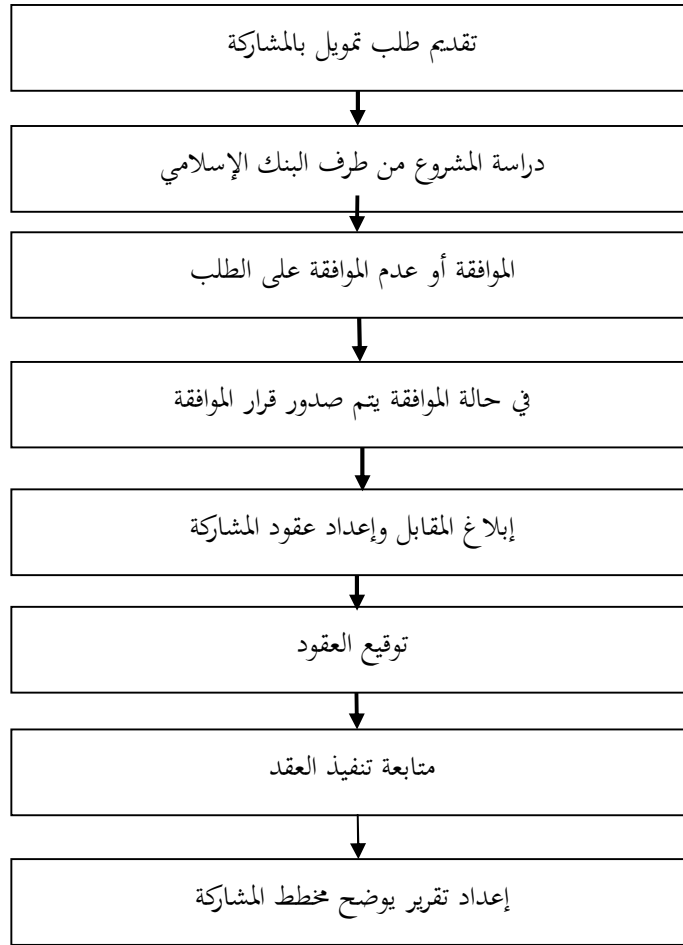 تقديم طلب تمويل بالمشاركة
دراسة المشروع من طرف البنك الإسلامي
الموافقة أو عدم الموافقة على الطلب
في حالة الموافقة يتم صدور قرار الموافقة
إبلاغ المقابل وإعداد عقود المشاركة
توقيع العقود
متابعة تنفيذ العقد
إعداد تقرير يوضح مخطط المشاركة